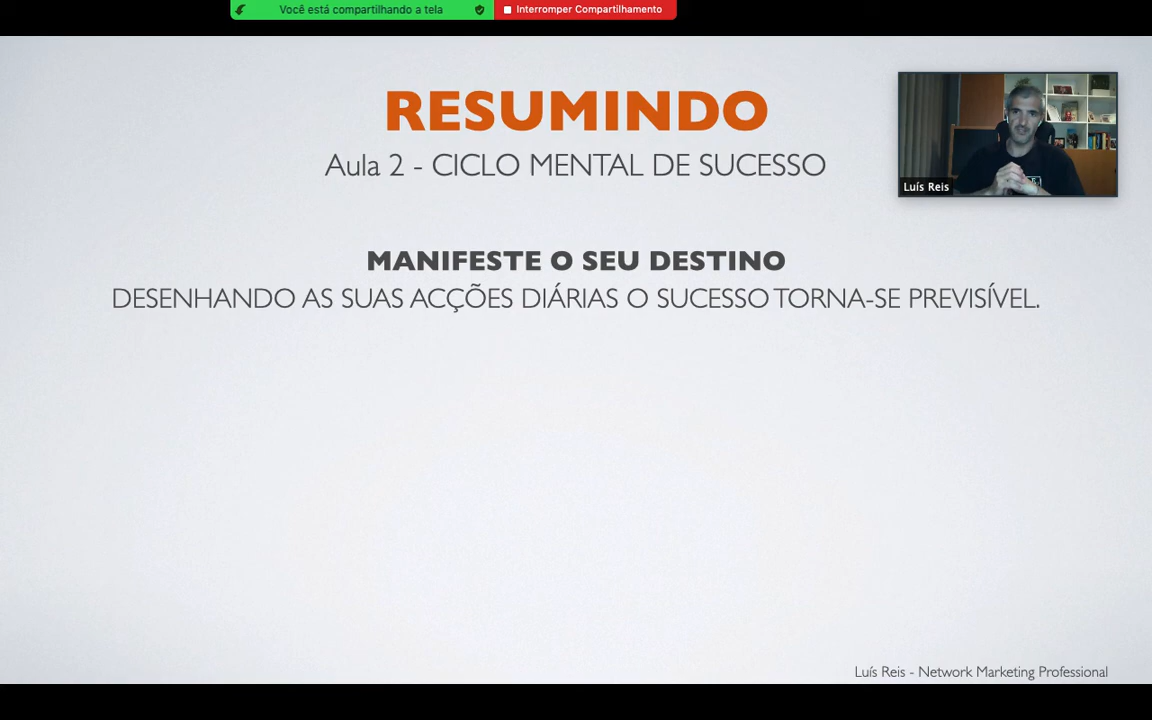 Você está compartilhando a tela
Interromper Compartilhamento
RESUMINDO
Aula 2 - CICLO MENTAL DE SUCESSO
Luís Reis
MANIFESTE O SEU DESTINO
DESENHANDO AS SUAS ACÇÕES DIÁRIAS O SUCESSO TORNA-SE PREVISÍVEL.
Luís Reis - Network Marketing Professional